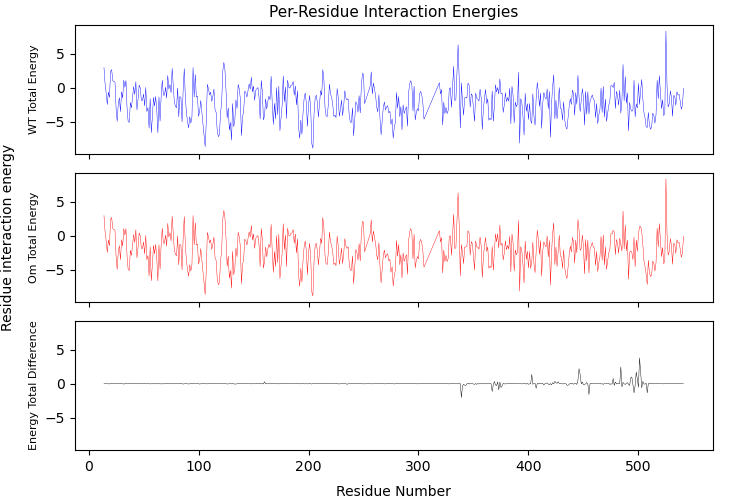 Per-Residue Interaction Energies
Residue interaction energy
WT Total Energy
5
0
−5
Om Total Energy
5
0
−5
Energy Total Difference
5
0
−5
0 100 200 300 400 500
Residue Number